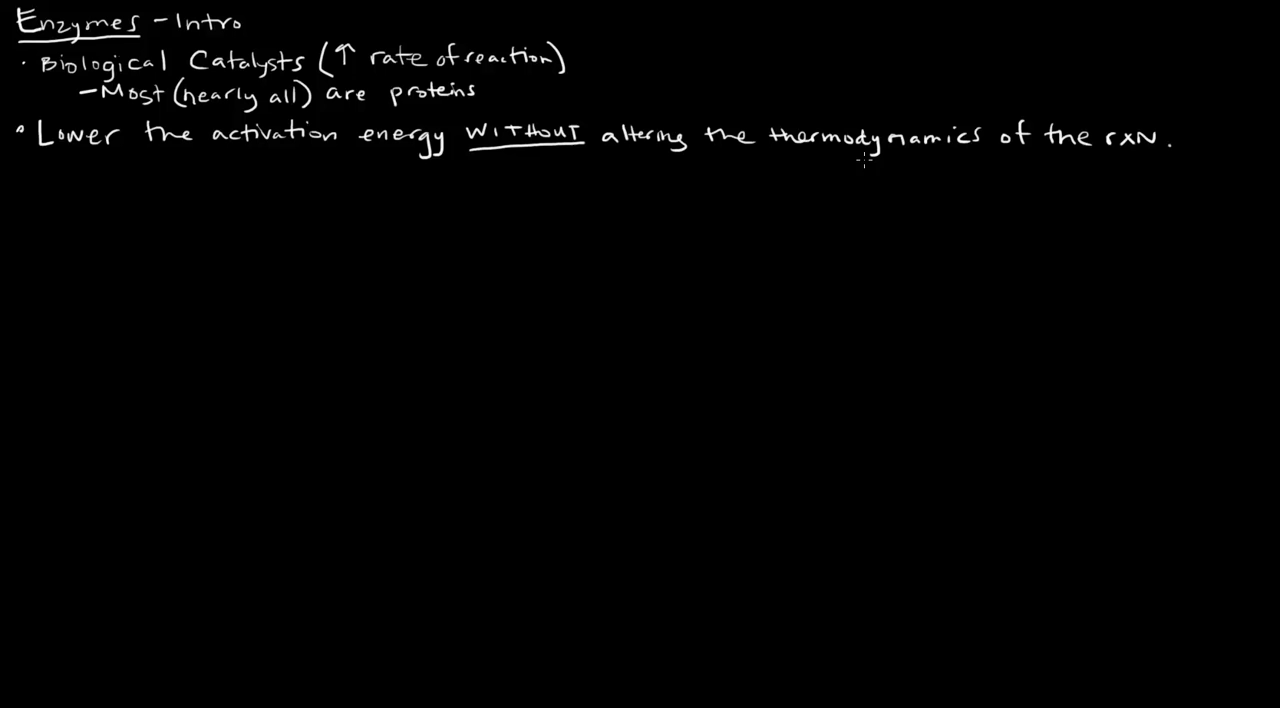 Enzymes - Intro
· Biological Catalysts (↑ rate of reaction)
- Most (nearly all) are proteins
• Lower the activation energy WITHOUT altering the thermodynamics of the rxn.